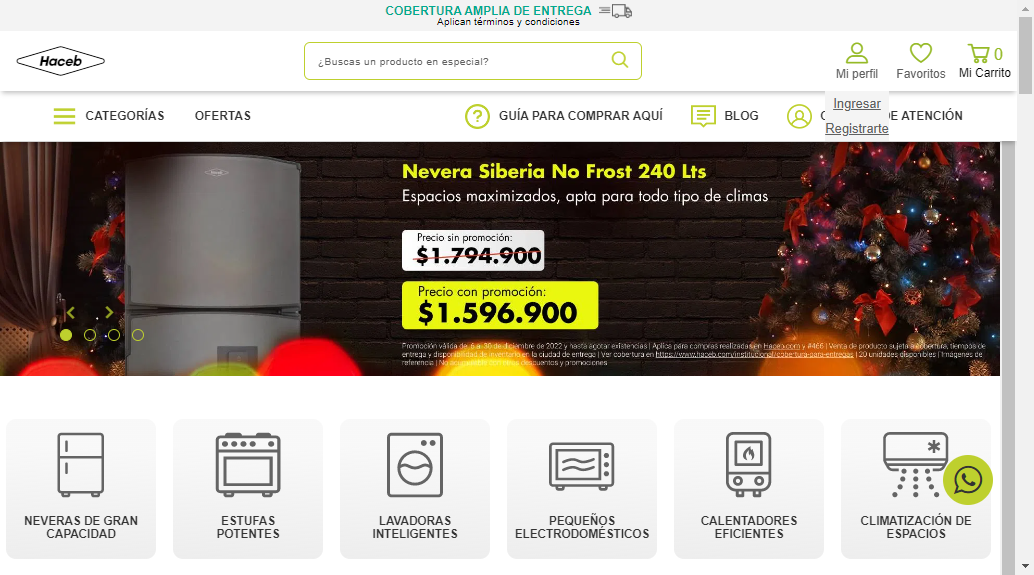 COBERTURA AMPLIA DE ENTREGA
Aplican términos y condiciones
Haceb
¿Buscas un producto en especial?
Mi perfil
Favoritos
0
Mi Carrito
Ingresar
Registrarte
CATEGORÍAS
OFERTAS
GUÍA PARA COMPRAR AQUÍ
BLOG
DE ATENCIÓN
Haceb
Nevera Siberia No Frost 240 Lts
Espacios maximizados, apta para todo tipo de climas
Precio sin promoción:
$1.794.900
Precio con promoción:
$1.596.900
Promoción válida de 6 al 30 de diciembre de 2022 y hasta agotar existencias | Aplica para compras realizadas en Haceb.com y #466 | Venta de producto sujeta a cobertura, tiempos de
entrega y disponibilidad de inventario en la ciudad de entrega | Ver cobertura en https://www.haceb.com/institucional/cobertura-para-entregas | 20 unidades disponibles | Imágenes de
referencia | No acumulable con otros descuentos y promociones
NEVERAS DE GRAN
CAPACIDAD
ESTUFAS
POTENTES
LAVADORAS
INTELIGENTES
PEQUEÑOS
ELECTRODOMÉSTICOS
CALENTADORES
EFICIENTES
CLIMATIZACIÓN DE
ESPACIOS